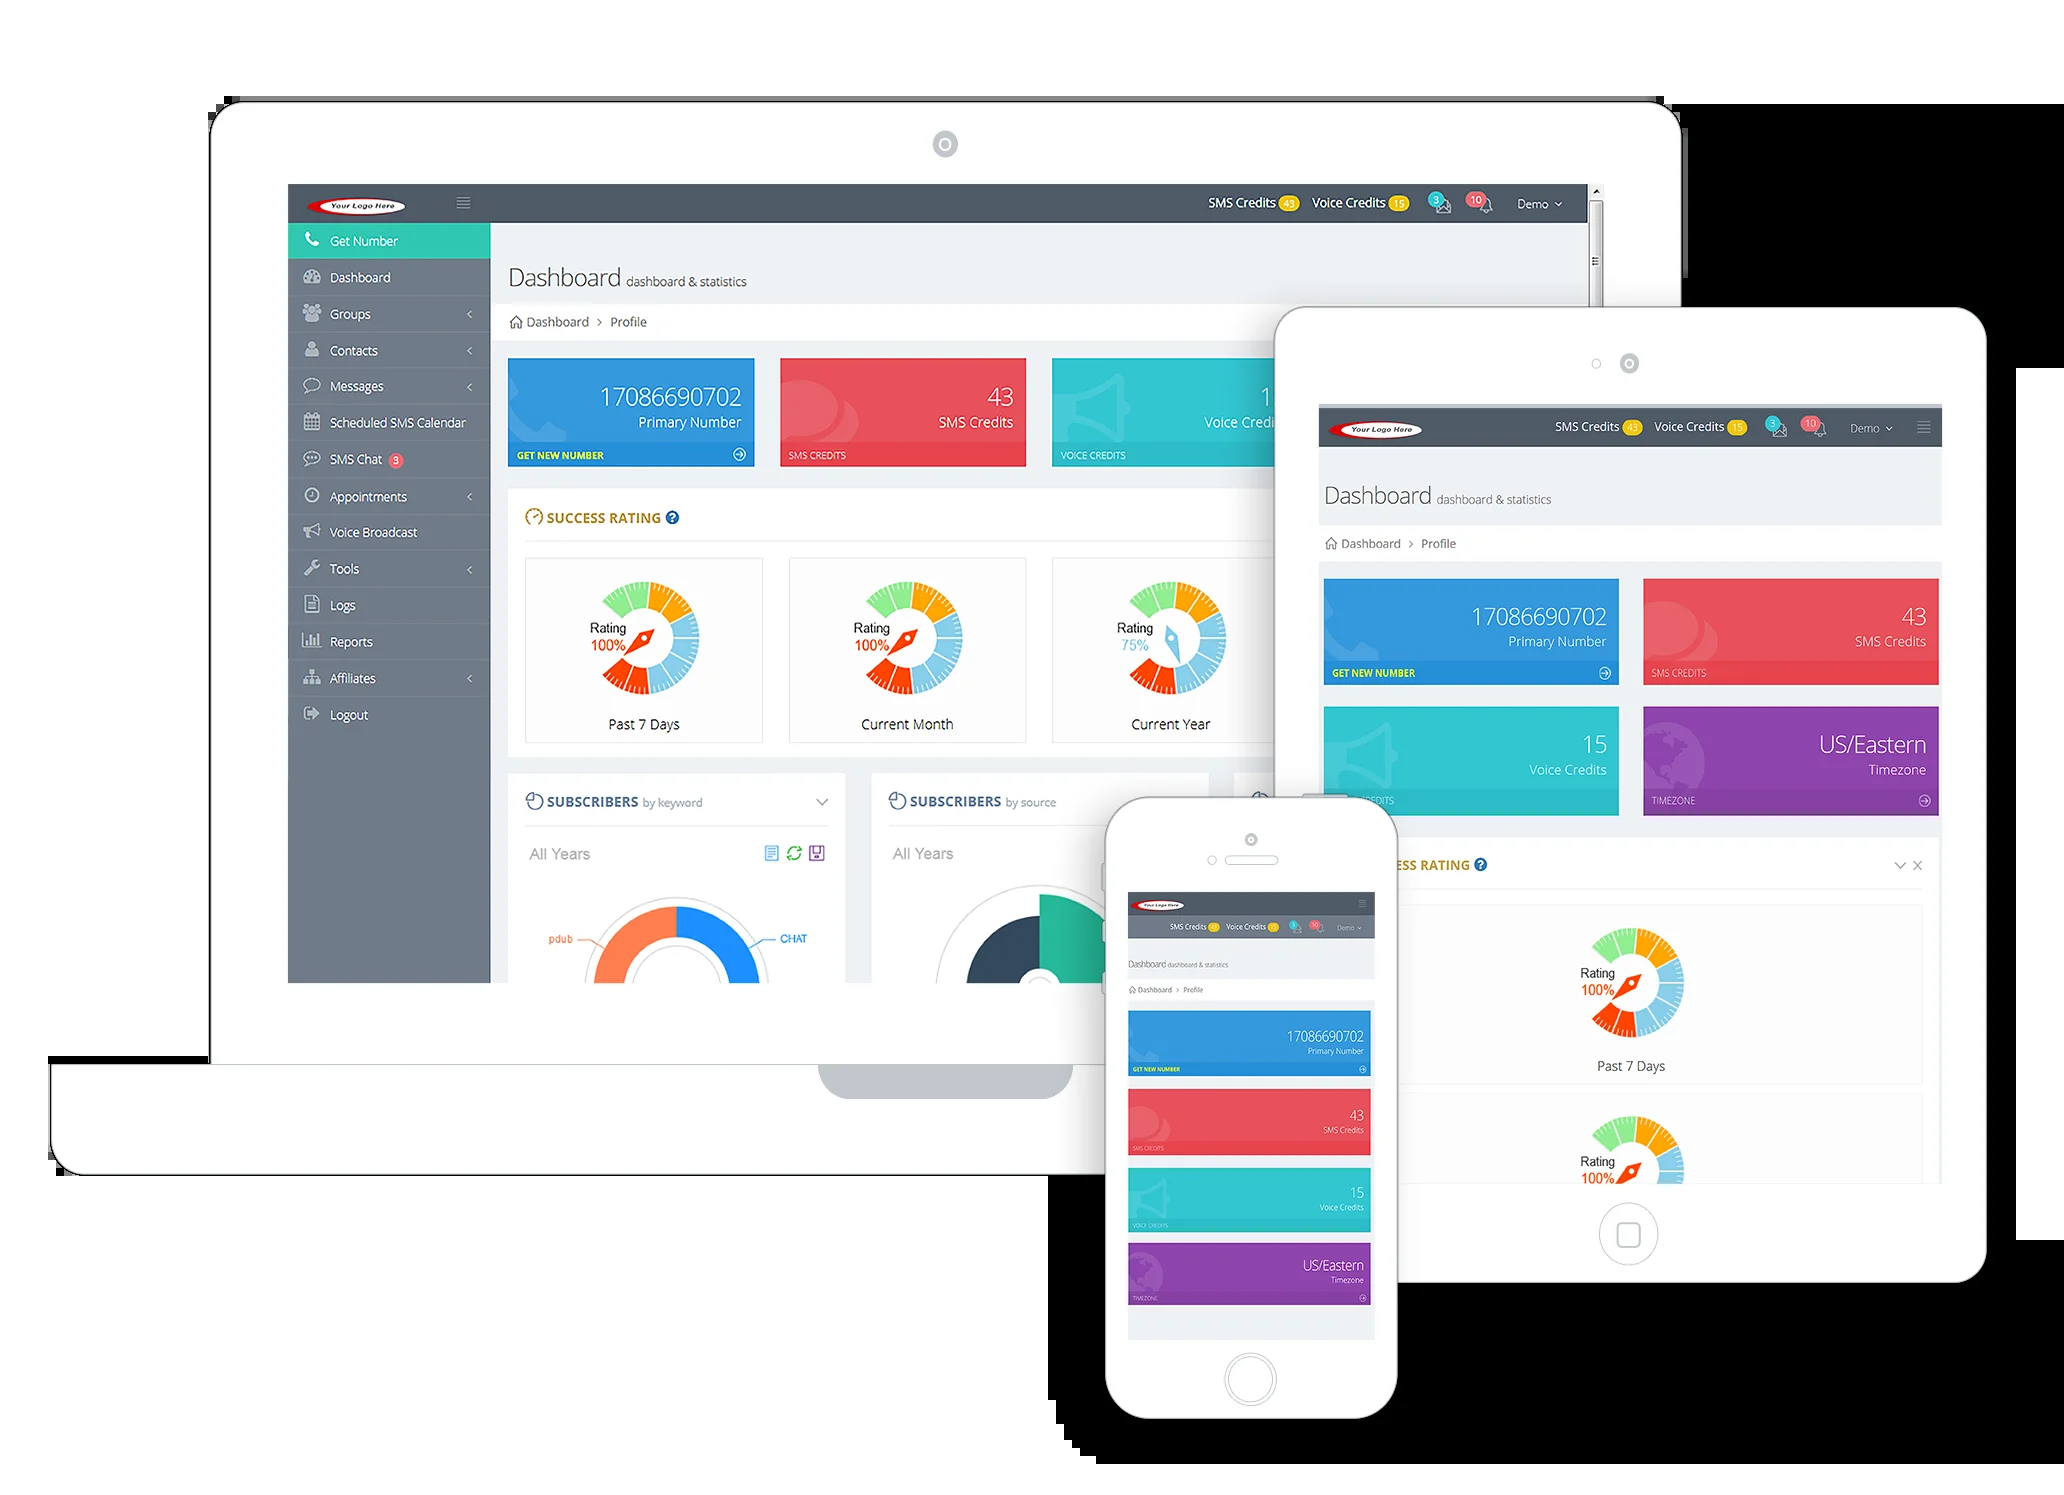 Your Logo Here
SMS Credits 43 Voice Credits 15 3 10 Demo
Get Number
Dashboard
Groups
Contacts
Messages
Scheduled SMS Calendar
SMS Chat 3
Appointments
Voice Broadcast
Tools
Logs
Reports
Affiliates
Logout
Dashboard dashboard & statistics
Dashboard > Profile
17086690702
Primary Number
GET NEW NUMBER
43
SMS Credits
SMS CREDITS
1
Voice Credi
VOICE CREDITS
SUCCESS RATING ?
Rating
100%
Past 7 Days
Rating
100%
Current Month
Rating
75%
Current Year
SUBSCRIBERS by keyword
All Years
pdub
CHAT
SUBSCRIBERS by source
All Years
Your Logo Here
SMS Credits 43 Voice Credits 15 3 10 Demo
Dashboard dashboard & statistics
Dashboard > Profile
17086690702
Primary Number
GET NEW NUMBER
43
SMS Credits
SMS CREDITS
15
Voice Credits
EDITS
US/Eastern
Timezone
TIMEZONE
ESS RATING ?
Rating
100%
Past 7 Days
Rating
100%
Your Logo Here
SMS Credits 43 Voice Credits 15 3 10 Demo
Dashboard dashboard & statistics
Dashboard > Profile
17086690702
Primary Number
GET NEW NUMBER
43
SMS Credits
SMS CREDITS
15
Voice Credits
VOICE CREDITS
US/Eastern
Timezone
TIMEZONE